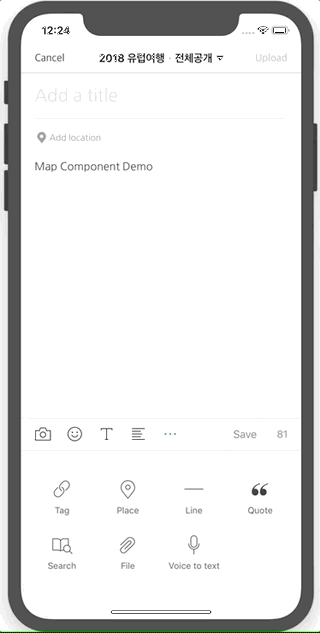 12:24
Cancel 2018 유럽여행 · 전체공개 Upload
Add a title
Add location
Map Component Demo
Save 81
Tag Place Line Quote
Search File Voice to text